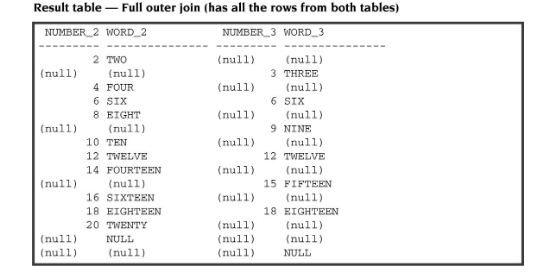 Result table — Full outer join (has all the rows from both tables)
NUMBER_2 WORD_2 NUMBER_3 WORD_3
--------- --------------- --------- ---------------
2 TWO (null) (null)
(null) (null) 3 THREE
4 FOUR (null) (null)
6 SIX 6 SIX
8 EIGHT (null) (null)
(null) (null) 9 NINE
10 TEN (null) (null)
12 TWELVE 12 TWELVE
14 FOURTEEN (null) (null)
(null) (null) 15 FIFTEEN
16 SIXTEEN (null) (null)
18 EIGHTEEN 18 EIGHTEEN
20 TWENTY (null) (null)
(null) NULL (null) (null)
(null) (null) (null) NULL